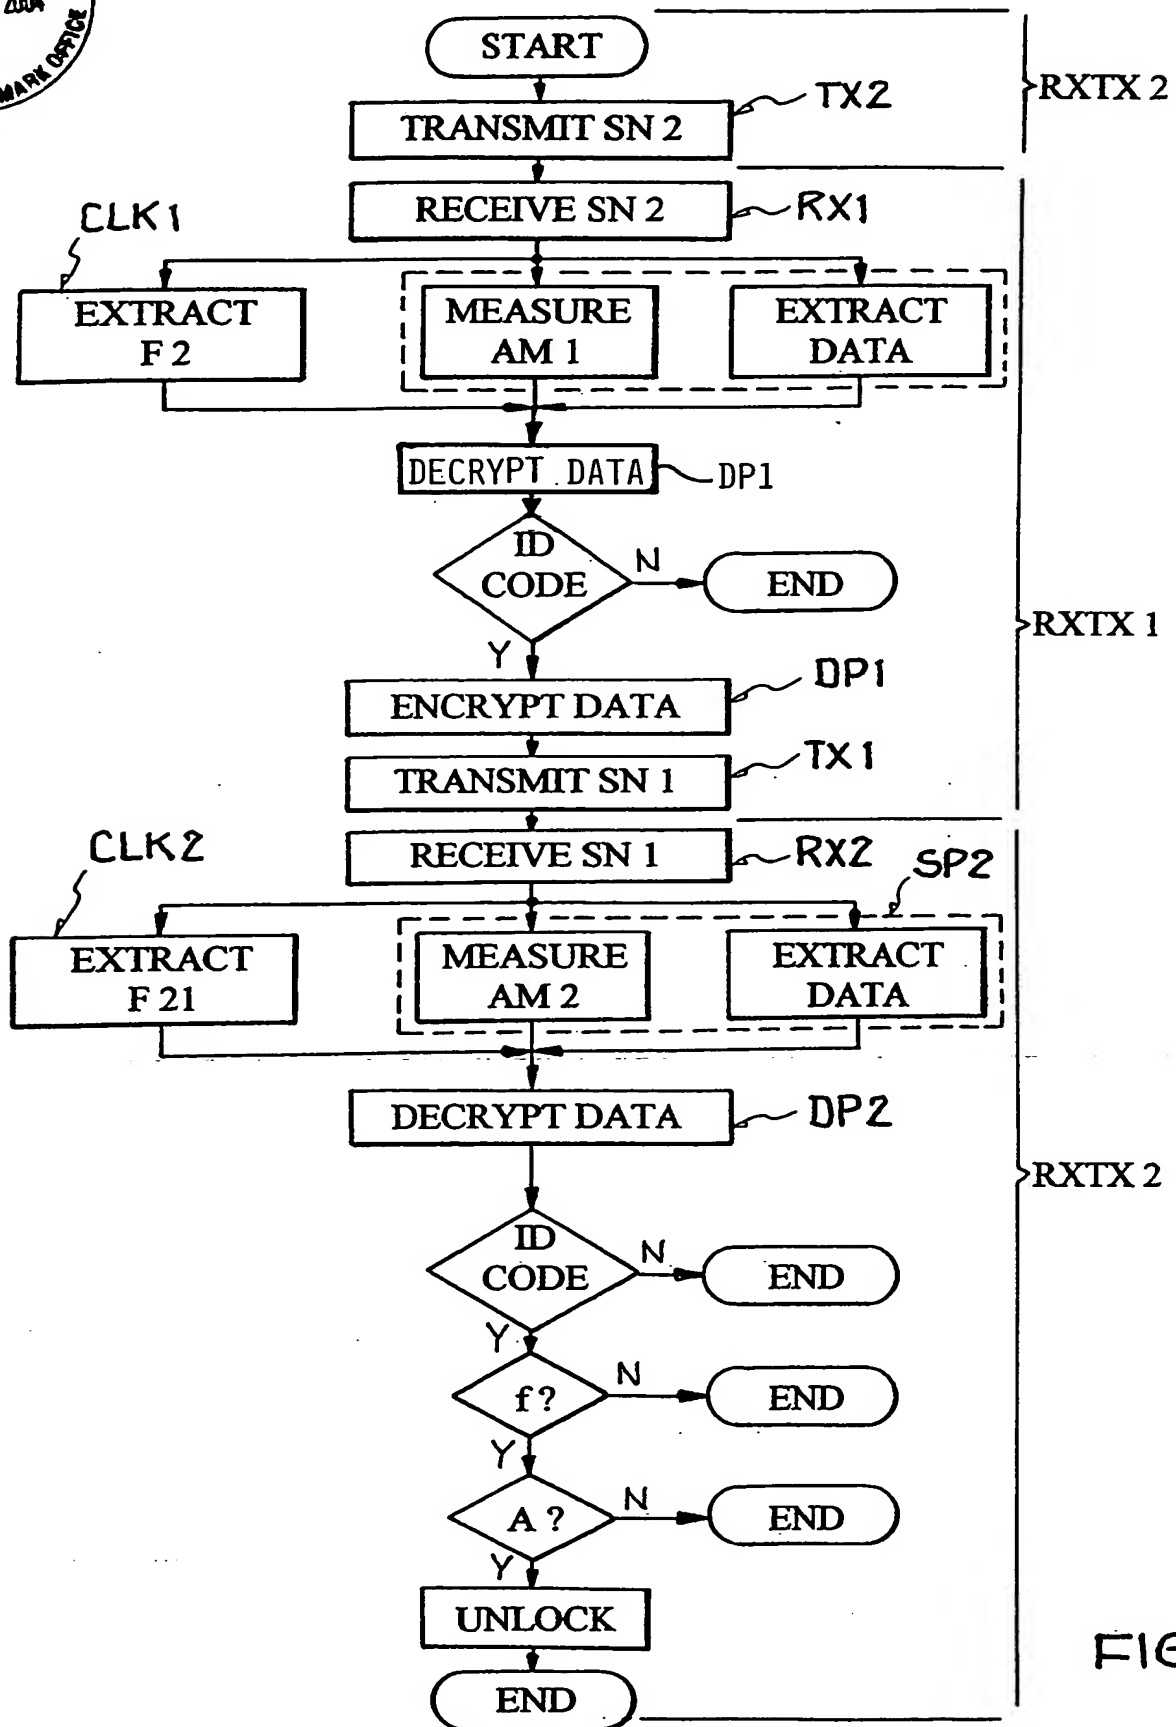 2004
MARK OFFICE
START
RXTX 2
TX2
TRANSMIT SN 2
RECEIVE SN 2
RX1
CLK1
EXTRACT
F 2
MEASURE
AM 1
EXTRACT
DATA
DECRYPT DATA
DP1
ID
CODE
N
END
RXTX 1
Y
ENCRYPT DATA
DP1
TRANSMIT SN 1
TX1
RECEIVE SN 1
RX2
CLK2
SP2
EXTRACT
F 21
MEASURE
AM 2
EXTRACT
DATA
DECRYPT DATA
DP2
RXTX 2
ID
CODE
N
END
Y
f ?
N
END
Y
A ?
N
END
Y
UNLOCK
END